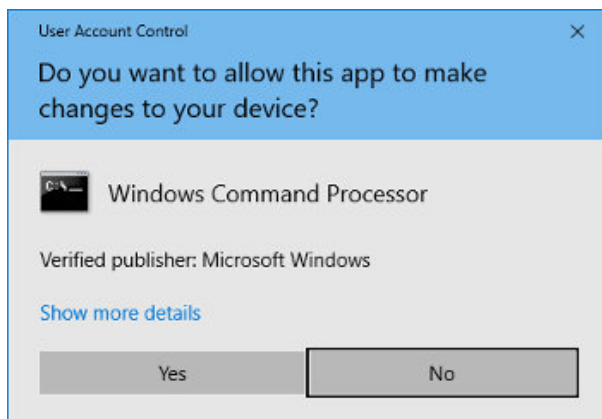 User Account Control
Do you want to allow this app to make
changes to your device?
C:\_
Windows Command Processor
Verified publisher: Microsoft Windows
Show more details
Yes
No